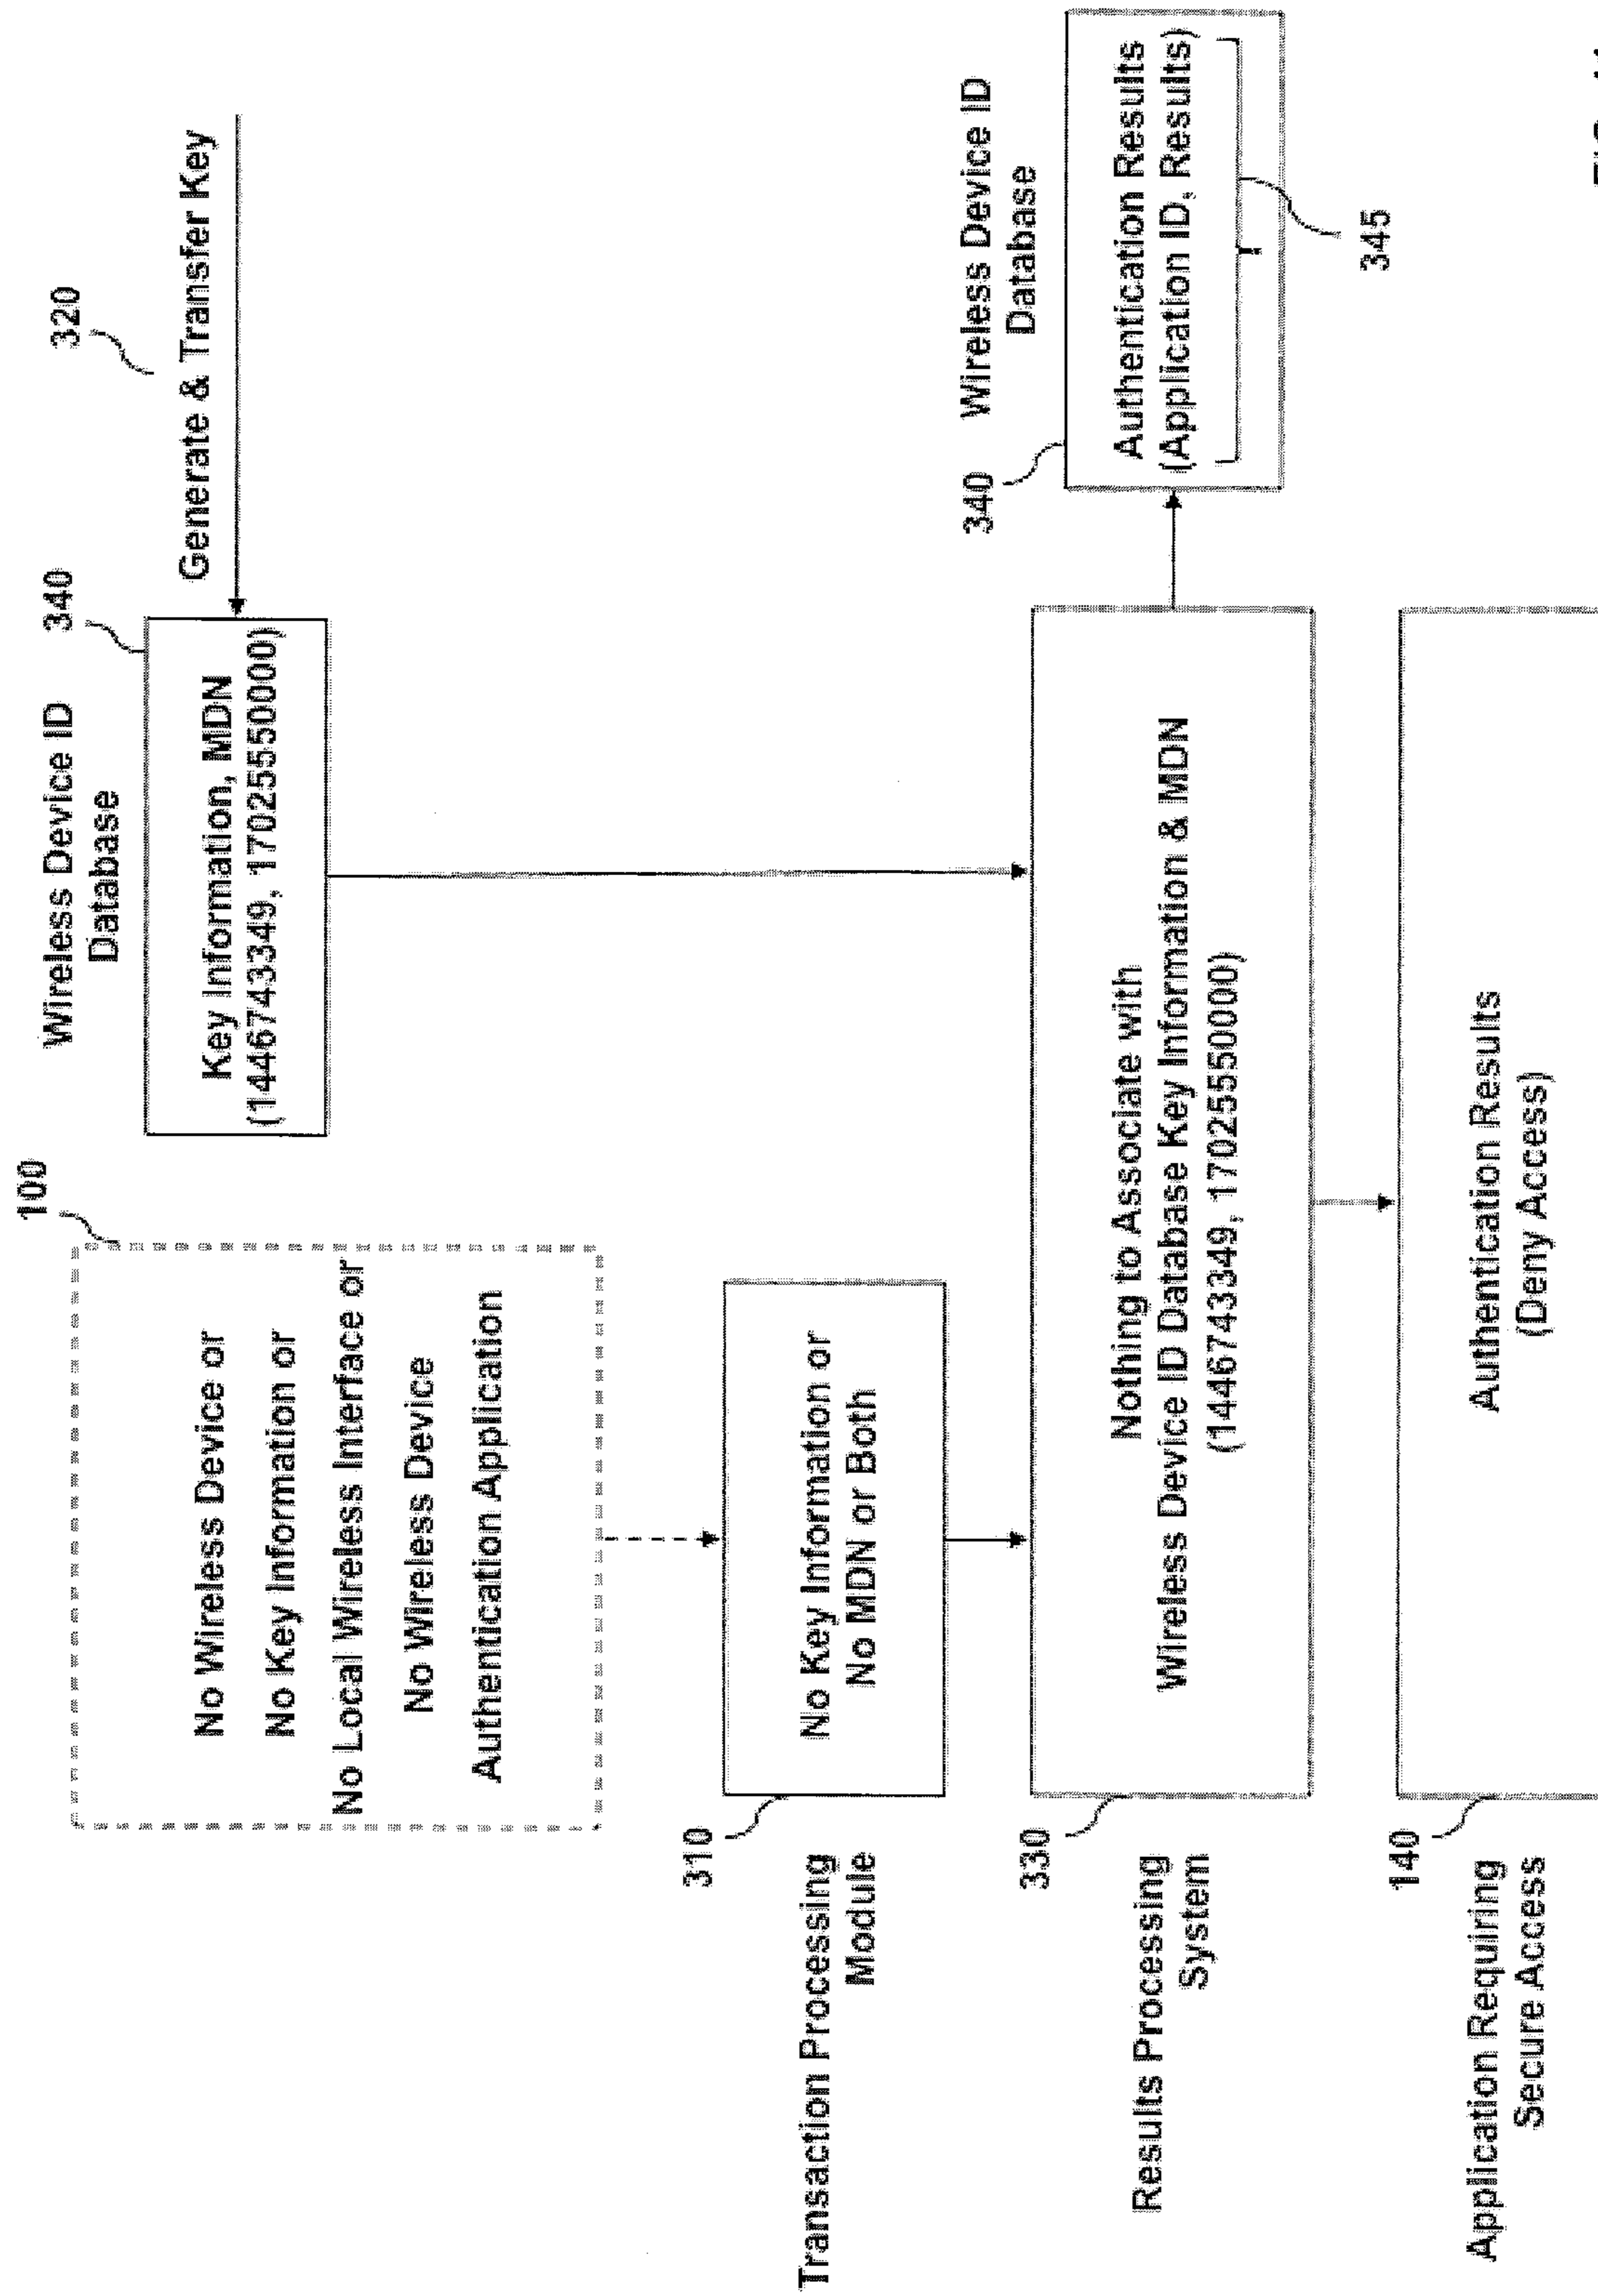 100
No Wireless Device or
No Key Information or
No Local Wireless Interface or
No Wireless Device
Authentication Application
Wireless Device ID
Database
340
Key Information, MDN
(1446743349, 17025550000)
320
Generate & Transfer Key
Transaction Processing
Module
310
No Key Information or
No MDN or Both
Results Processing
System
330
Nothing to Associate with
Wireless Device ID Database Key Information & MDN
(1446743349, 1702550000)
340
Wireless Device ID
Database
Authentication Results
(Application ID, Results)
345
Application Requiring
Secure Access
140
Authentication Results
(Deny Access)